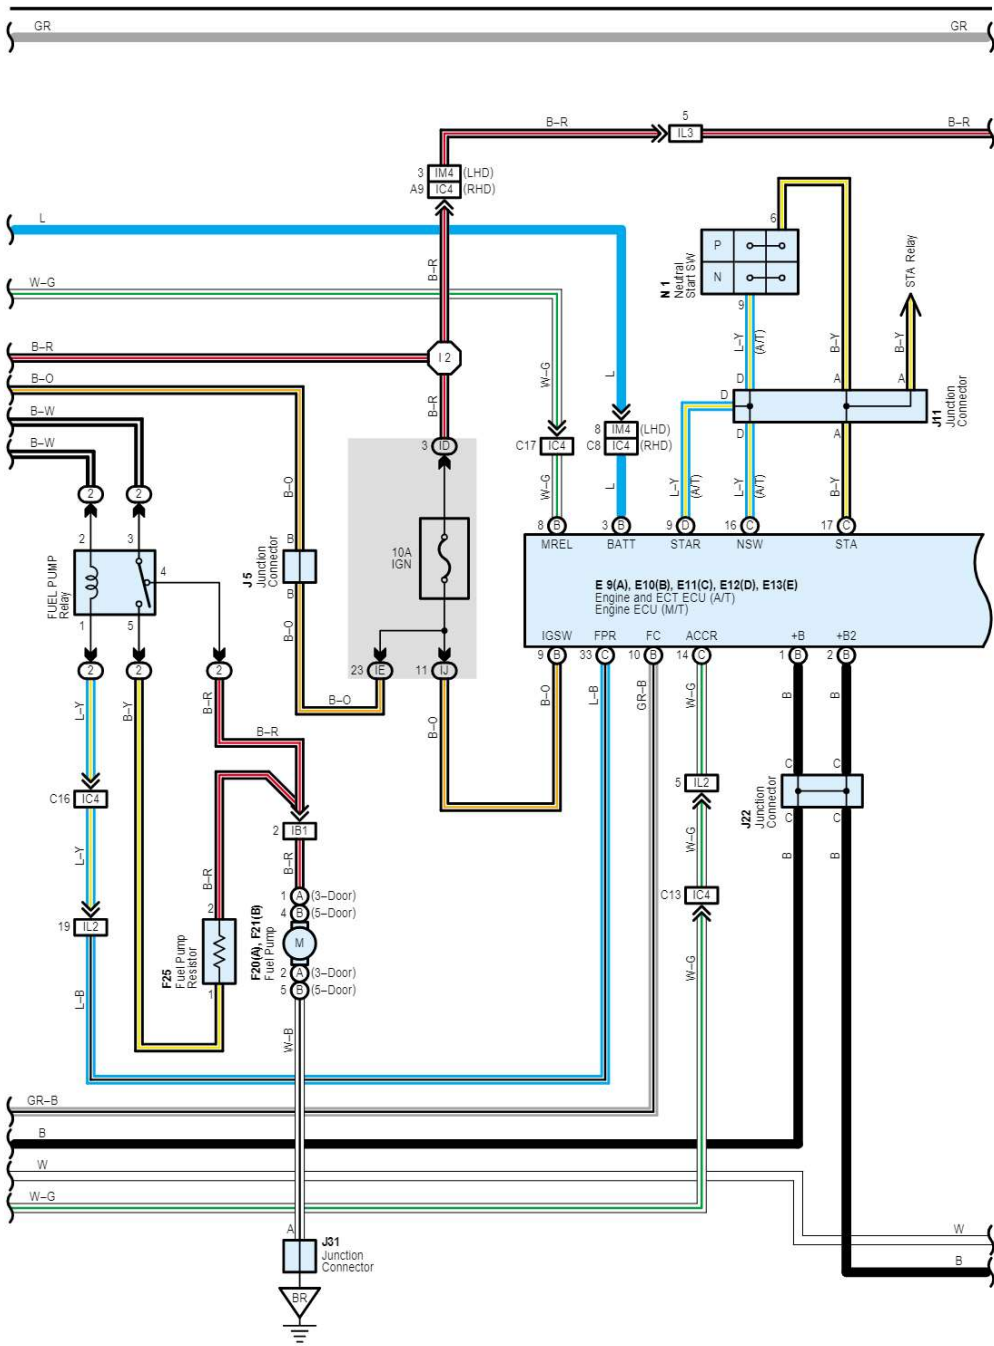 GR
GR
B–R
5
IL3
B–R
3 IM4 (LHD)
A9 IC4 (RHD)
L
B–R
W–G
6
P
N
N 1
Neutral
Start SW
9
STA Relay
B–R
I 2
B–O
B–W
B–W
B–R
W–G
L
L–Y
(A/T)
B–Y
B–Y
D
D
A
A
J11
Junction
Connector
D
A
8 IM4 (LHD)
C8 IC4 (RHD)
C17 IC4
3 ID
B–O
W–G
L
L–Y
(A/T)
L–Y
(A/T)
B–Y
2
2
8 B
3 B
9 D
16 C
17 C
MREL
BATT
STAR
NSW
STA
2
3
4
1
5
FUEL PUMP
Relay
B
J 5
Junction
Connector
B
10A
IGN
E 9(A), E10(B), E11(C), E12(D), E13(E)
Engine and ECT ECU (A/T)
Engine ECU (M/T)
IGSW
FPR
FC
ACCR
+B
+B2
9 B
33 C
10 B
14 C
1 B
2 B
B–O
2
2
2
23 IE
11 IJ
L–Y
B–Y
B–R
B–O
B–O
B–R
B–O
L–B
GR–B
W–G
B
B
C16 IC4
5 IL2
C
C
J22
Junction
Connector
C
C
2 IB1
L–Y
B–R
B–R
W–G
B
B
1 A (3–Door)
4 B (5–Door)
C13 IC4
19 IL2
2
F25
Fuel Pump
Resistor
1
F20(A), F21(B)
Fuel Pump
M
2 A (3–Door)
5 B (5–Door)
L–B
W–B
W–G
GR–B
B
W
W–G
A
J31
Junction
Connector
BR
W
B